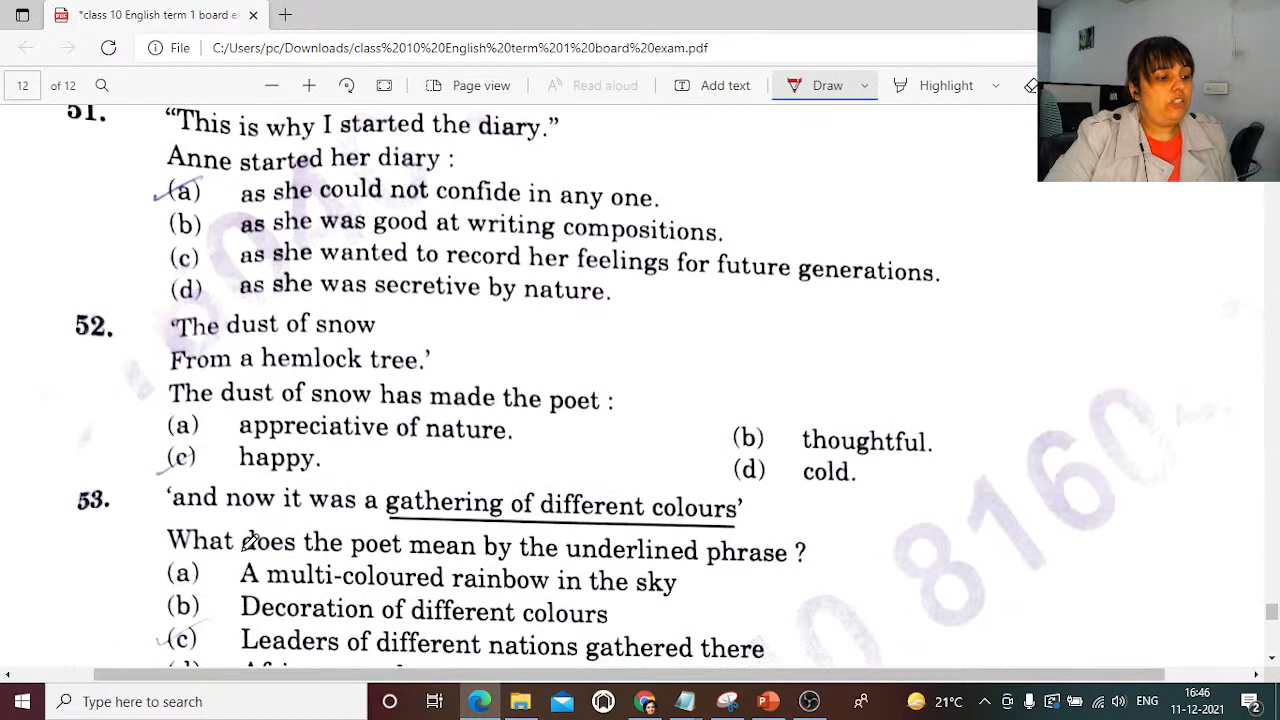 *class 10 English term 1 board e
File
C:/Users/pc/Downloads/class%2010%20English%20term%201%20board%20exam.pdf
12 of 12
Page view
Read aloud
Add text
Draw
Highlight
51. “This is why I started the diary.”
Anne started her diary :
(a) as she could not confide in any one.
(b) as she was good at writing compositions.
(c) as she wanted to record her feelings for future generations.
(d) as she was secretive by nature.
52. ‘The dust of snow
From a hemlock tree.’
The dust of snow has made the poet :
(a) appreciative of nature. (b) thoughtful.
(c) happy. (d) cold.
53. ‘and now it was a gathering of different colours’
What does the poet mean by the underlined phrase ?
(a) A multi-coloured rainbow in the sky
(b) Decoration of different colours
(c) Leaders of different nations gathered there
8160
Type here to search
21°C
ENG
16:46
11-12-2021